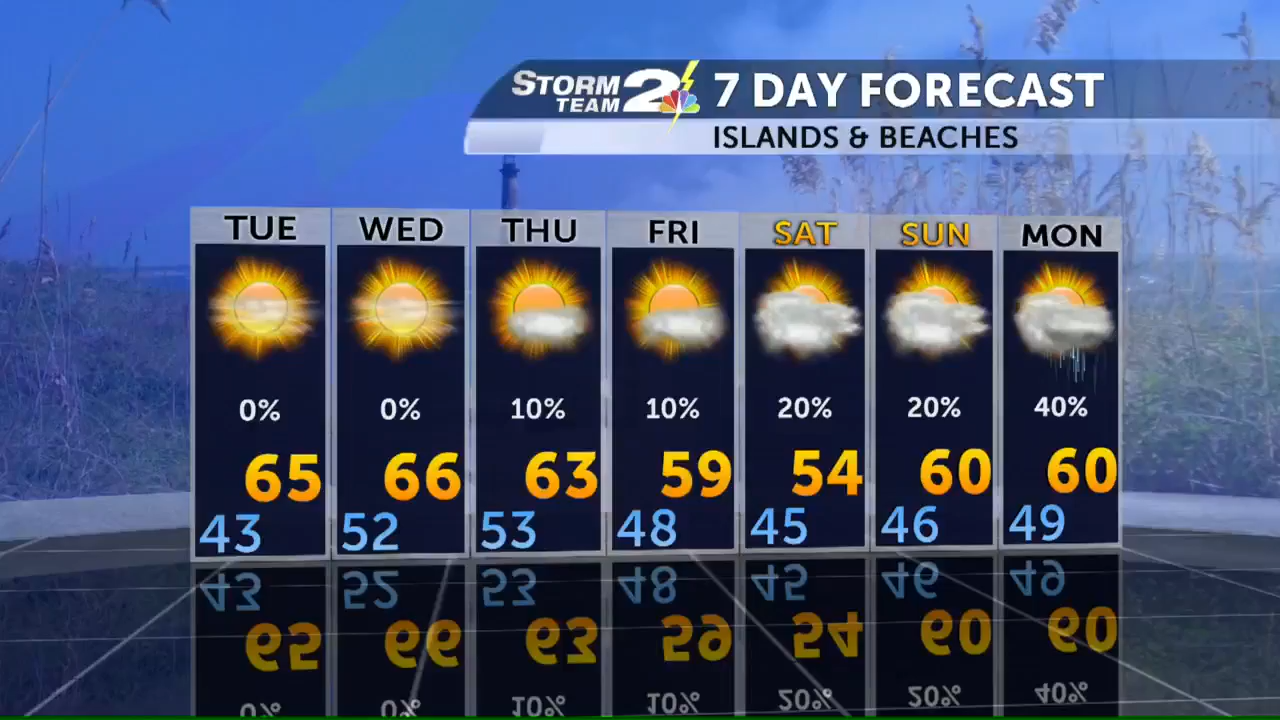 STORM TEAM 2
7 DAY FORECAST
ISLANDS & BEACHES
TUE WED THU FRI SAT SUN MON
0% 0% 10% 10% 20% 20% 40%
65 66 63 59 54 60 60
43 52 53 48 45 46 49